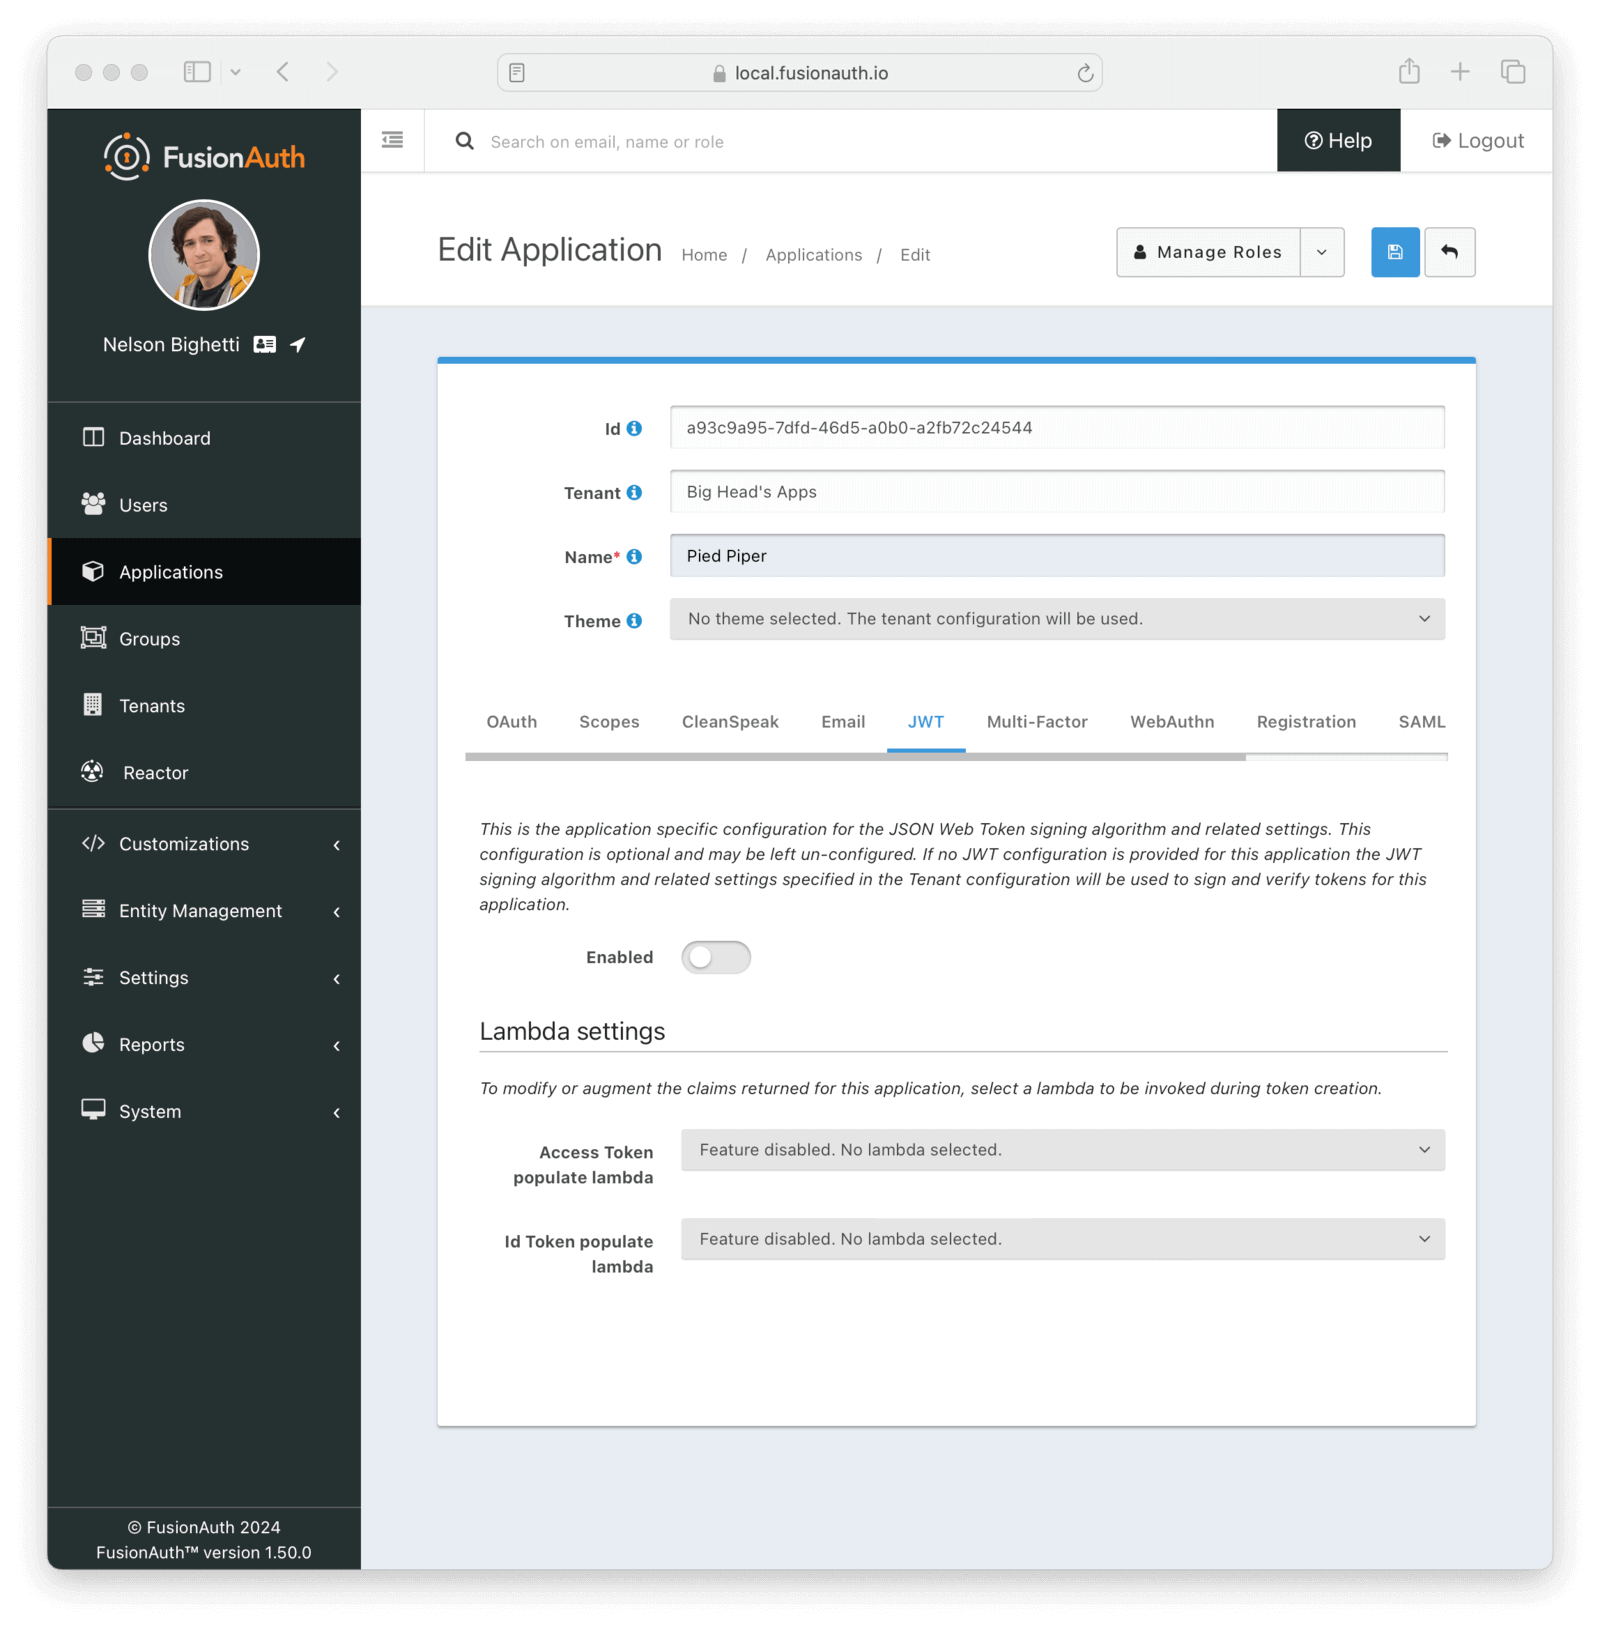 local.fusionauth.io
FusionAuth
Search on email, name or role
Help
Logout
Nelson Bighetti
Edit Application
Home / Applications / Edit
Manage Roles
Dashboard
Users
Applications
Groups
Tenants
Reactor
Customizations
Entity Management
Settings
Reports
System
© FusionAuth 2024
FusionAuth™ version 1.50.0
Id a93c9a95-7dfd-46d5-a0b0-a2fb72c24544
Tenant Big Head's Apps
Name* Pied Piper
Theme No theme selected. The tenant configuration will be used.
OAuth Scopes CleanSpeak Email JWT Multi-Factor WebAuthn Registration SAML
This is the application specific configuration for the JSON Web Token signing algorithm and related settings. This
configuration is optional and may be left un-configured. If no JWT configuration is provided for this application the JWT
signing algorithm and related settings specified in the Tenant configuration will be used to sign and verify tokens for this
application.
Enabled
Lambda settings
To modify or augment the claims returned for this application, select a lambda to be invoked during token creation.
Access Token
populate lambda
Feature disabled. No lambda selected.
Id Token populate
lambda
Feature disabled. No lambda selected.